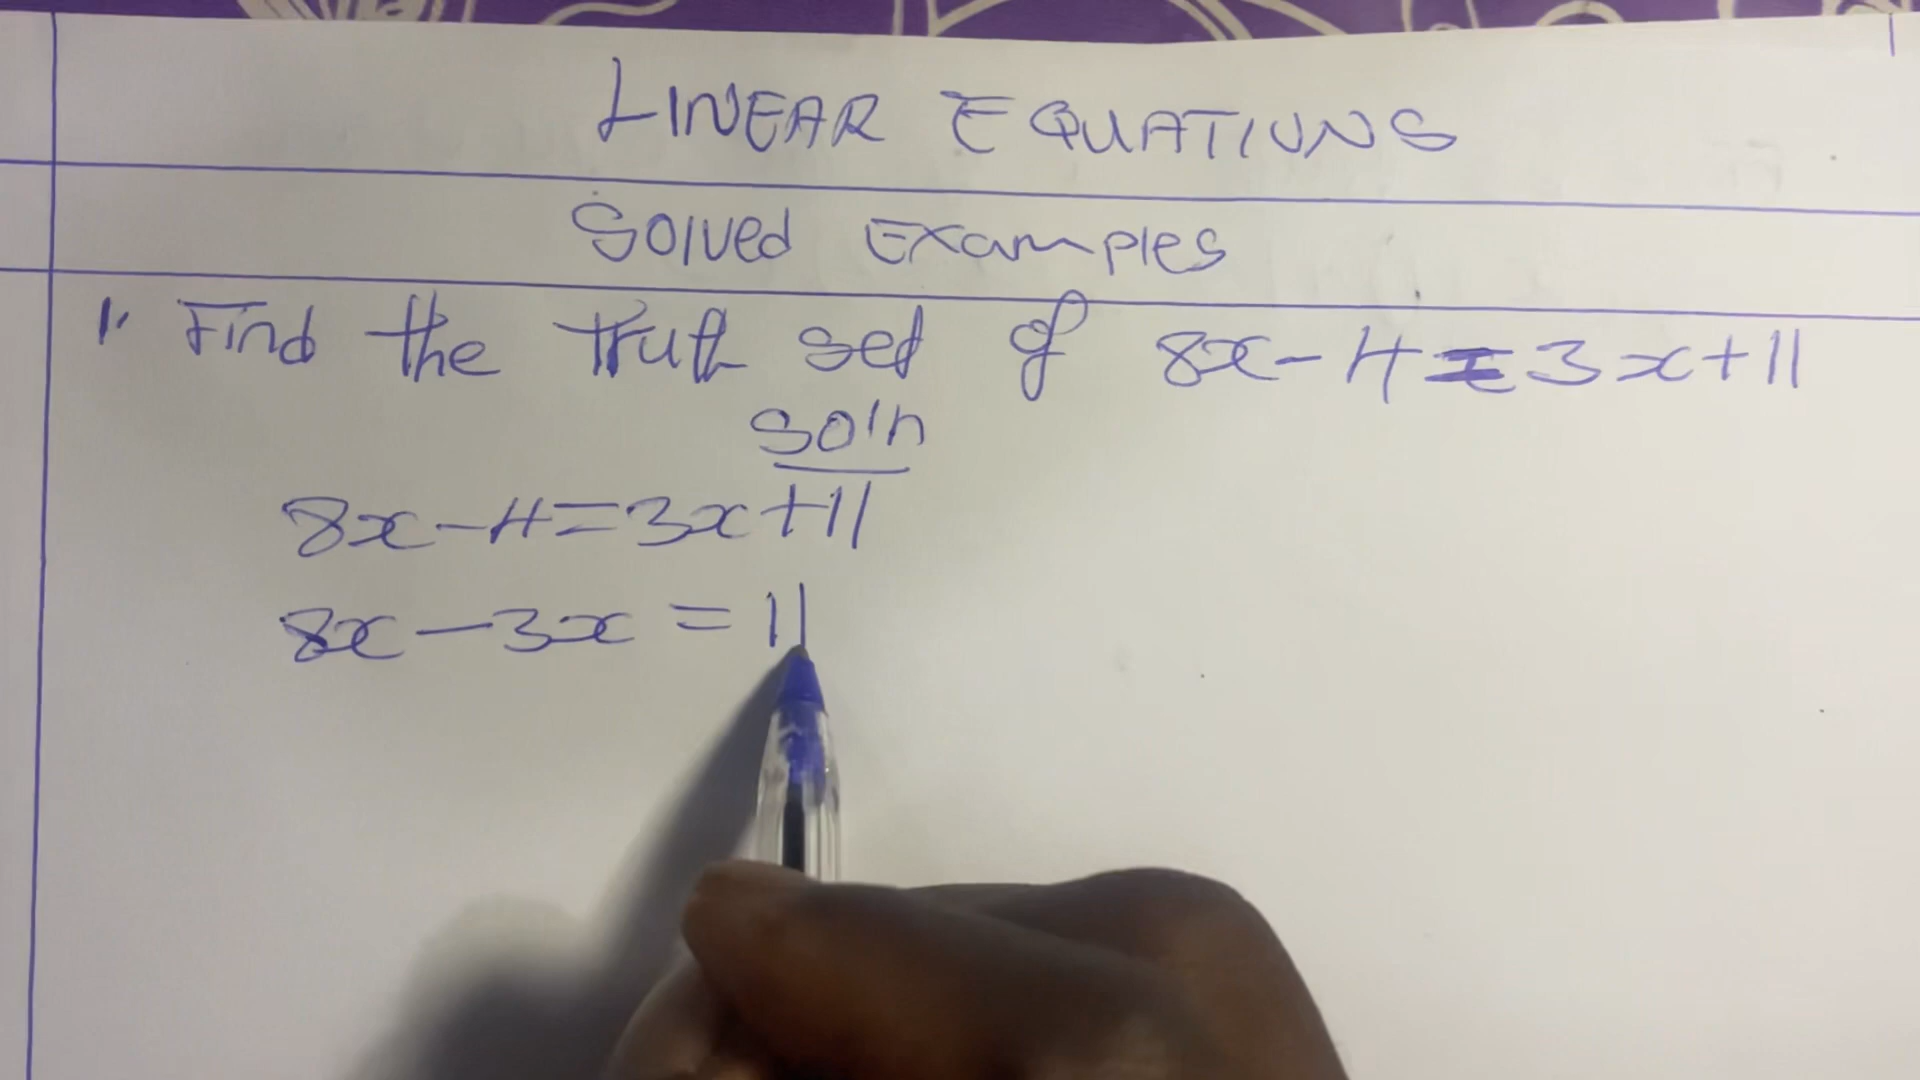 LINEAR EQUATIONS
Solved Examples
1. Find the truth set of 8x-4=3x+11
soln
8x-4=3x+11
8x-3x = 11